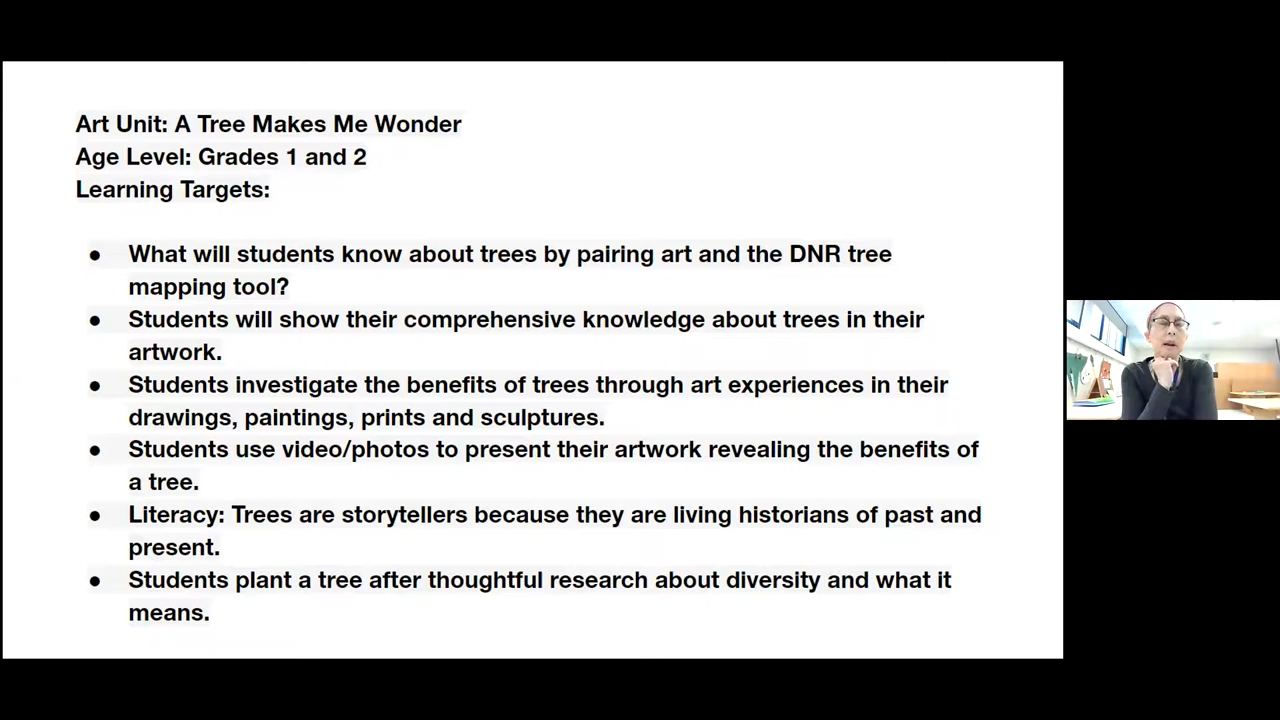 Art Unit: A Tree Makes Me Wonder
Age Level: Grades 1 and 2
Learning Targets:
● What will students know about trees by pairing art and the DNR tree
mapping tool?
● Students will show their comprehensive knowledge about trees in their
artwork.
● Students investigate the benefits of trees through art experiences in their
drawings, paintings, prints and sculptures.
● Students use video/photos to present their artwork revealing the benefits of
a tree.
● Literacy: Trees are storytellers because they are living historians of past and
present.
● Students plant a tree after thoughtful research about diversity and what it
means.